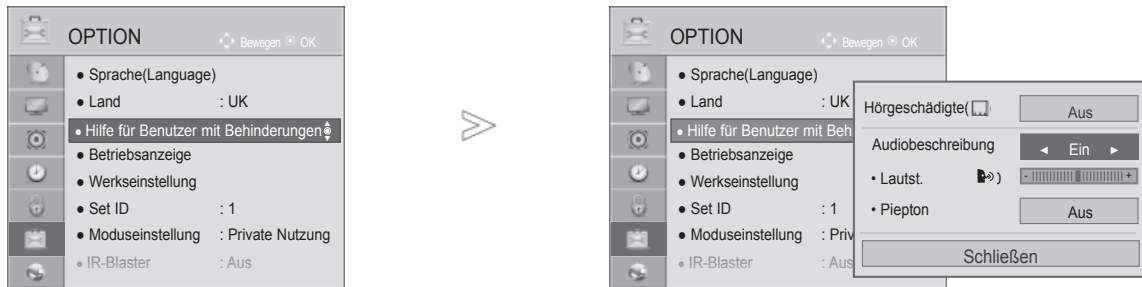 OPTION
Bewegen OK
• Sprache(Language)
• Land : UK
• Hilfe für Benutzer mit Behinderungen
• Betriebsanzeige
• Werkseinstellung
• Set ID : 1
• Moduseinstellung : Private Nutzung
• IR-Blaster : Aus
OPTION
Bewegen OK
• Sprache(Language)
• Land : UK
• Hilfe für Benutzer mit Beh
• Betriebsanzeige
• Werkseinstellung
• Set ID : 1
• Moduseinstellung : Priv
• IR-Blaster : Aus
Hörgeschädigte( ) Aus
Audiobeschreibung ◄ Ein ►
• Lautst. - +
• Piepton Aus
Schließen